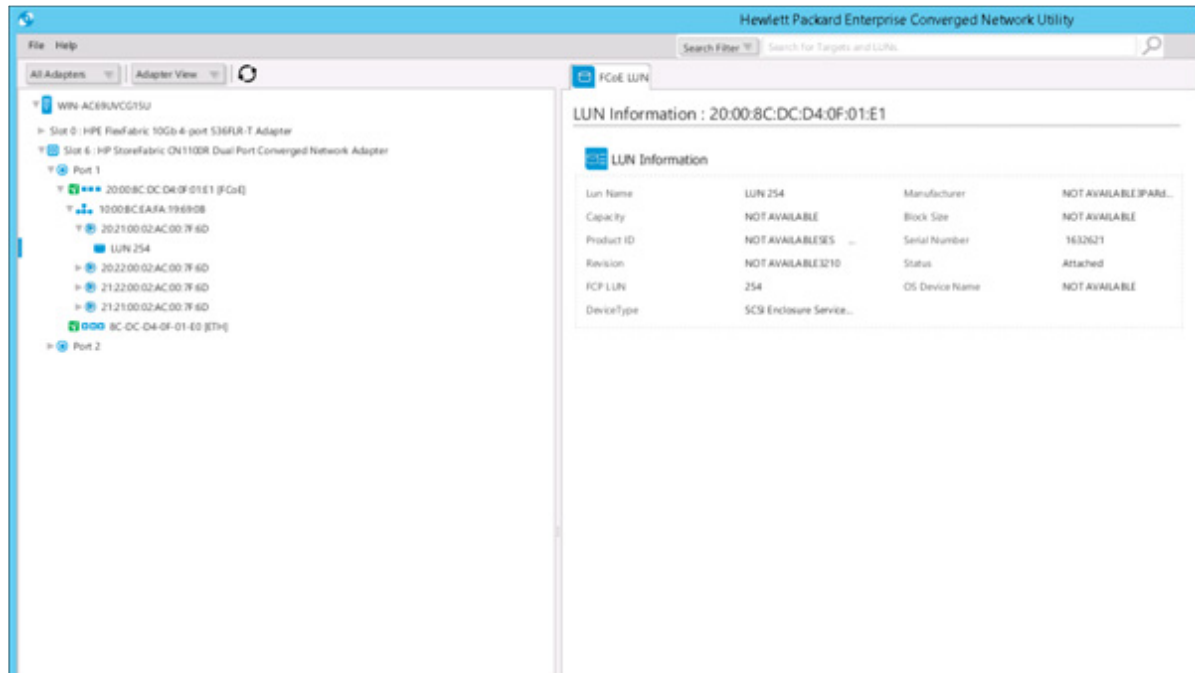 Hewlett Packard Enterprise Converged Network Utility
File Help
Search Filter Search for Targets and LUNs
All Adapters Adapter View
FCoE LUN
WIN-AC69UVCG15U
Slot 0 : HPE FlexFabric 10Gb 4-port 536FLR-T Adapter
Slot 6 : HP StoreFabric CN1100R Dual Port Converged Network Adapter
Port 1
20:00:8C:DC:D4:0F:01:E1 [FCoE]
10:00:8C:EA:FA:19:69:0B
20:21:00:02:AC:00:7F:6D
LUN 254
20:22:00:02:AC:00:7F:6D
21:22:00:02:AC:00:7F:6D
21:21:00:02:AC:00:7F:6D
8C-DC-D4-0F-01-E0 [ETH]
Port 2
LUN Information : 20:00:8C:DC:D4:0F:01:E1
LUN Information
Lun Name LUN 254 Manufacturer NOT AVAILABLE3PARd...
Capacity NOT AVAILABLE Block Size NOT AVAILABLE
Product ID NOT AVAILABLESES ... Serial Number 1632621
Revision NOT AVAILABLE3210 Status Attached
FCP LUN 254 OS Device Name NOT AVAILABLE
DeviceType SCSI Enclosure Service...